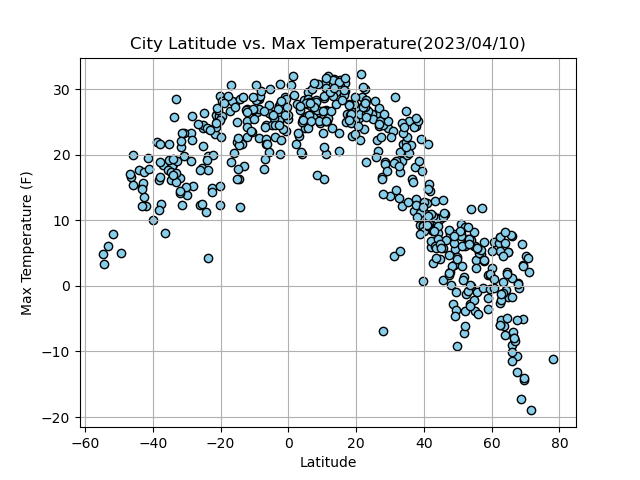 City Latitude vs. Max Temperature(2023/04/10)
Max Temperature (F)
30
20
10
0
−10
−20
−60 −40 −20 0 20 40 60 80
Latitude